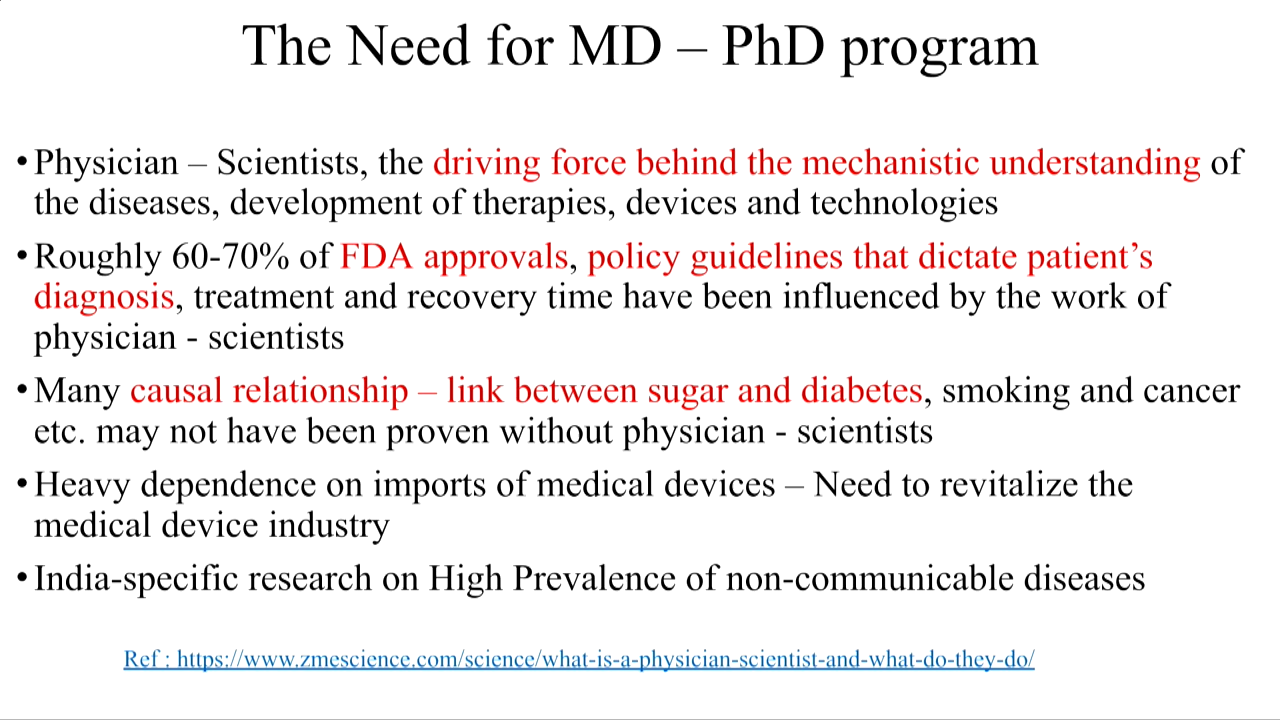 The Need for MD – PhD program
•Physician – Scientists, the driving force behind the mechanistic understanding of
the diseases, development of therapies, devices and technologies
•Roughly 60-70% of FDA approvals, policy guidelines that dictate patient’s
diagnosis, treatment and recovery time have been influenced by the work of
physician - scientists
•Many causal relationship – link between sugar and diabetes, smoking and cancer
etc. may not have been proven without physician - scientists
•Heavy dependence on imports of medical devices – Need to revitalize the
medical device industry
•India-specific research on High Prevalence of non-communicable diseases
Ref : https://www.zmescience.com/science/what-is-a-physician-scientist-and-what-do-they-do/